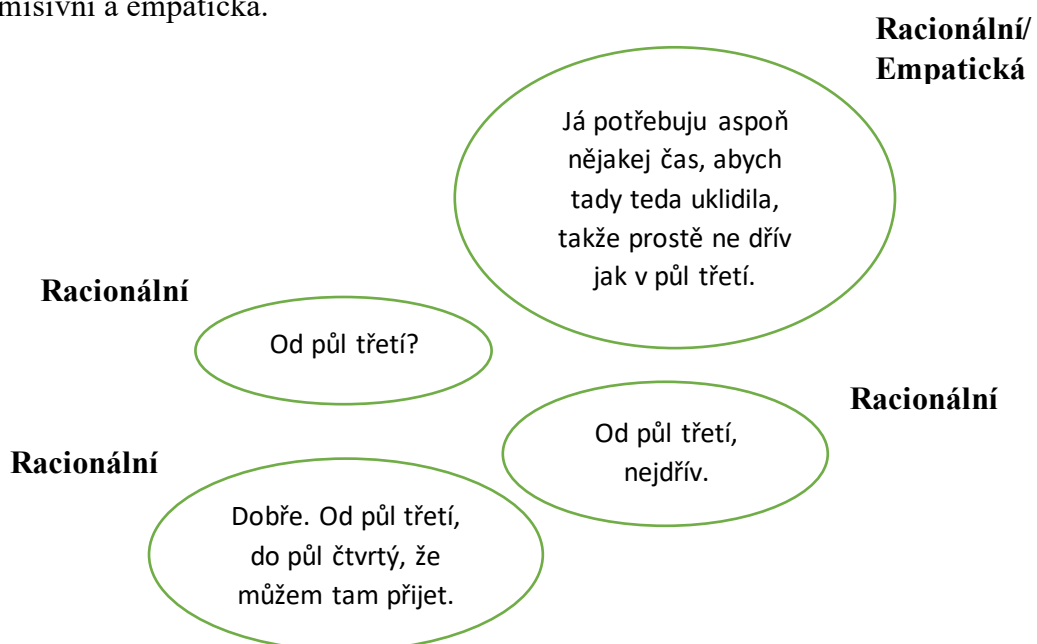 misivní a empatická.
Racionální/
Empatická
Já potřebuju aspoň
nějakej čas, abych
tady teda uklidila,
takže prostě ne dřív
jak v půl třetí.
Racionální
Od půl třetí?
Racionální
Od půl třetí,
nejdřív.
Racionální
Dobře. Od půl třetí,
do půl čtvrtý, že
můžem tam přijet.